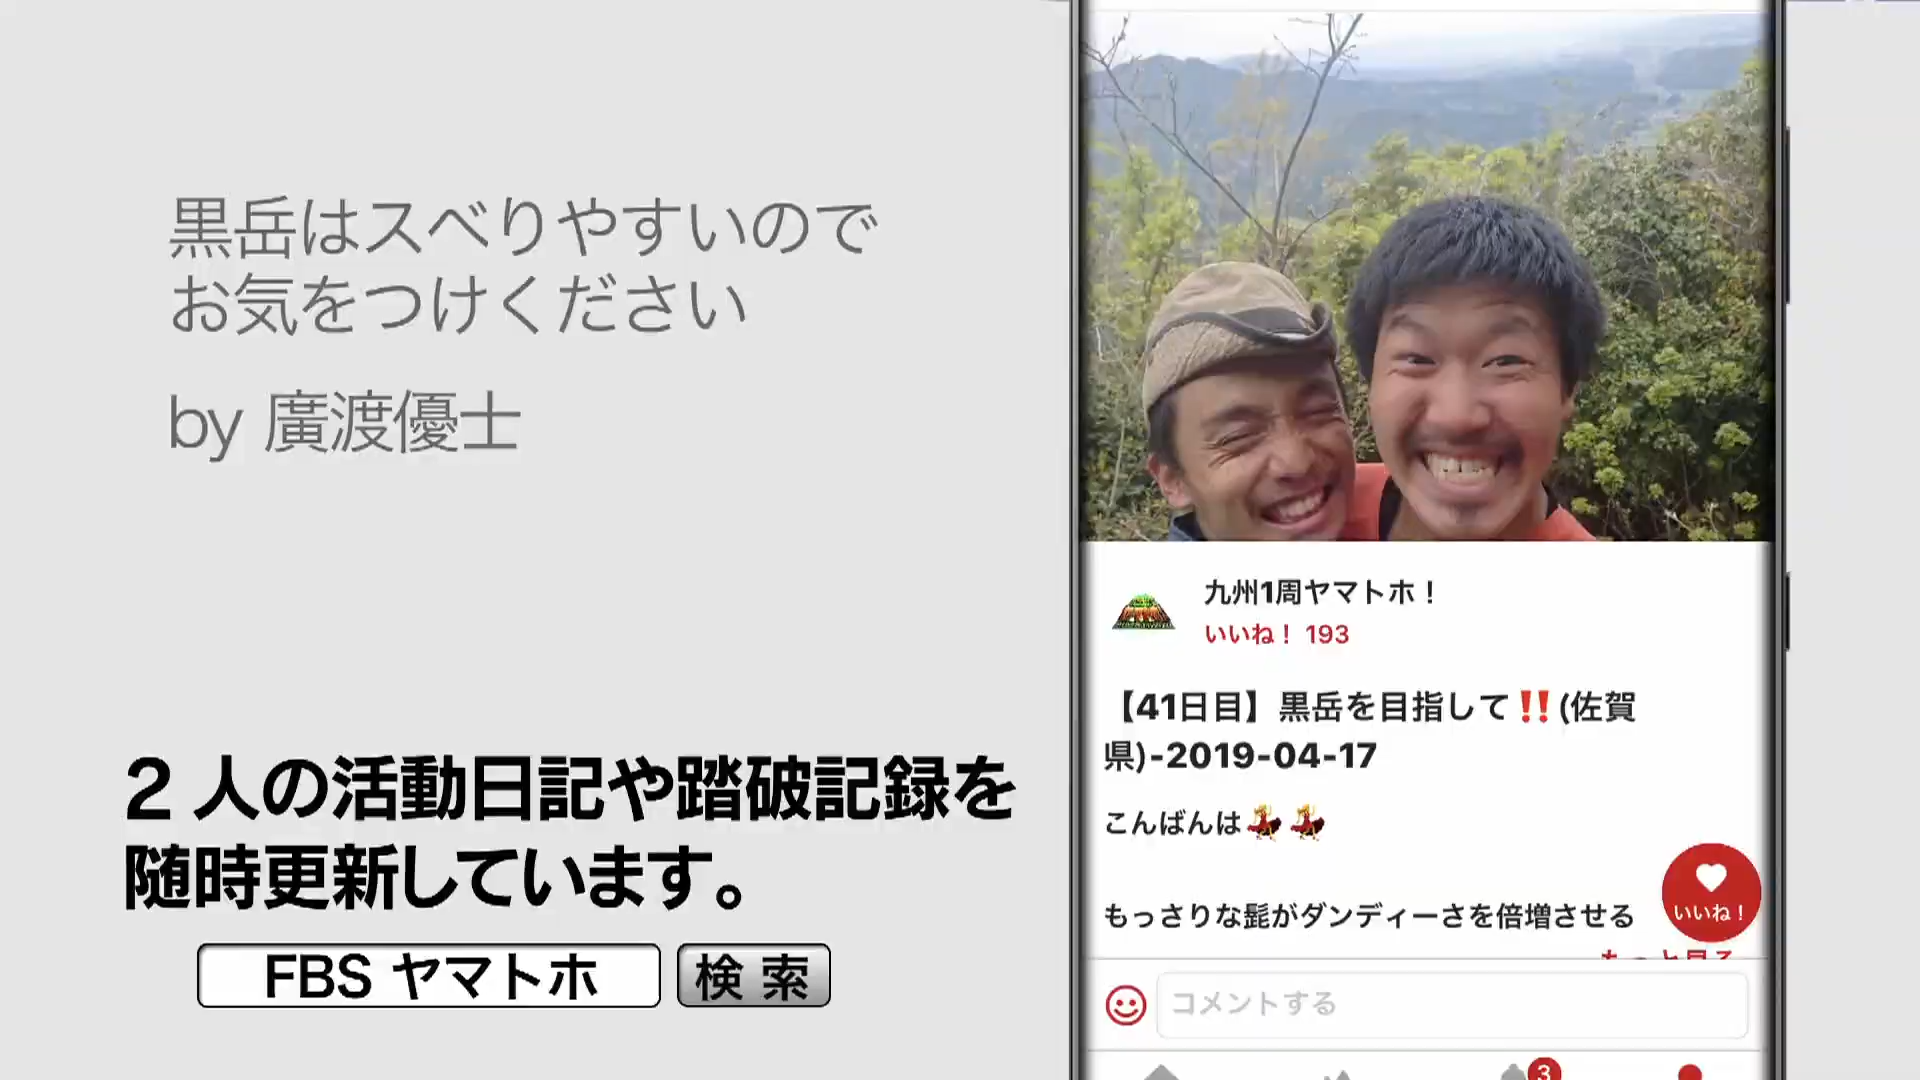 黒岳はスベりやすいので
お気をつけください
by 廣渡優士
2人の活動日記や踏破記録を
随時更新しています。
FBS ヤマトホ
検索
九州1周ヤマトホ！
いいね！ 193
【41日目】黒岳を目指して‼️(佐賀
県)-2019-04-17
こんばんは💃💃
もっさりな髭がダンディーさを倍増させる
いいね！
コメントする
3